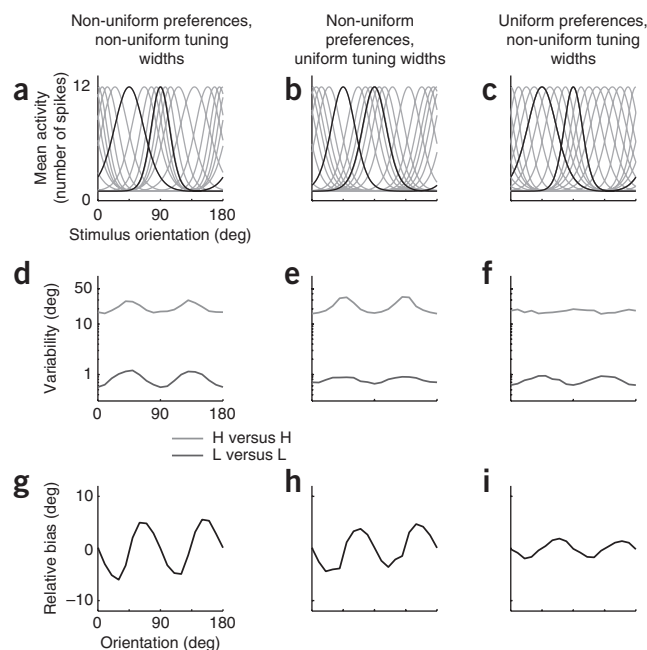 Non-uniform preferences,
non-uniform tuning
widths
Non-uniform
preferences,
uniform tuning widths
Uniform preferences,
non-uniform tuning
widths
a
b
c
Mean activity
(number of spikes)
12
0
0 90 180
Stimulus orientation (deg)
d
e
f
Variability (deg)
50
10
1
0 90 180
H versus H
L versus L
g
h
i
Relative bias (deg)
10
0
−10
0 90 180
Orientation (deg)